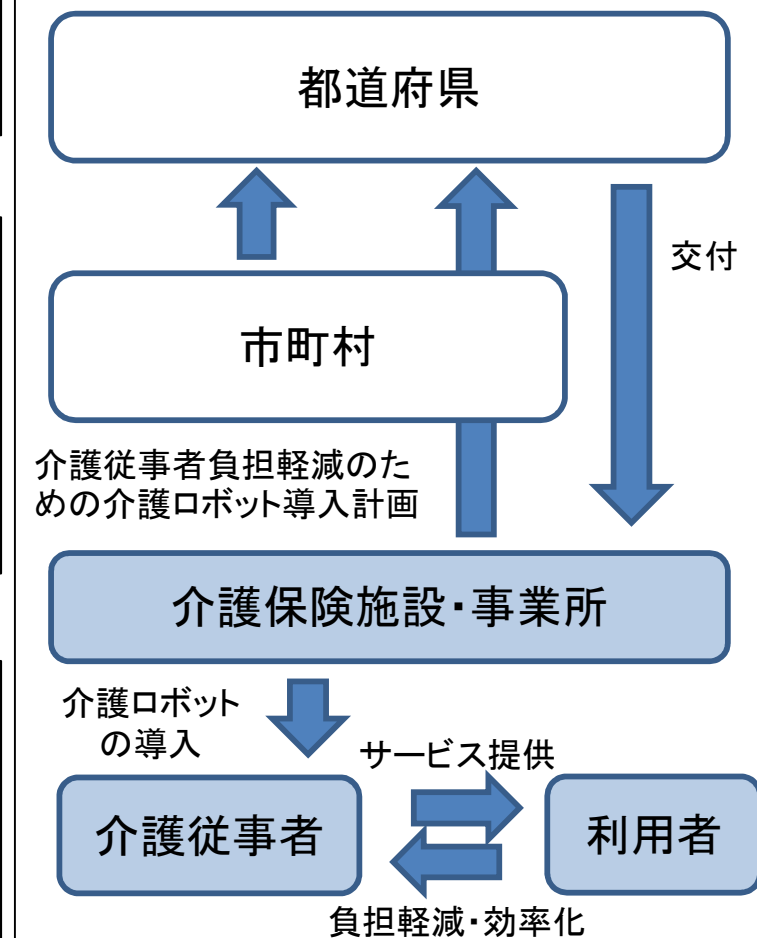 都道府県
交付
市町村
介護従事者負担軽減のた
めの介護ロボット導入計画
介護保険施設・事業所
介護ロボット
の導入
サービス提供
介護従事者
利用者
負担軽減・効率化